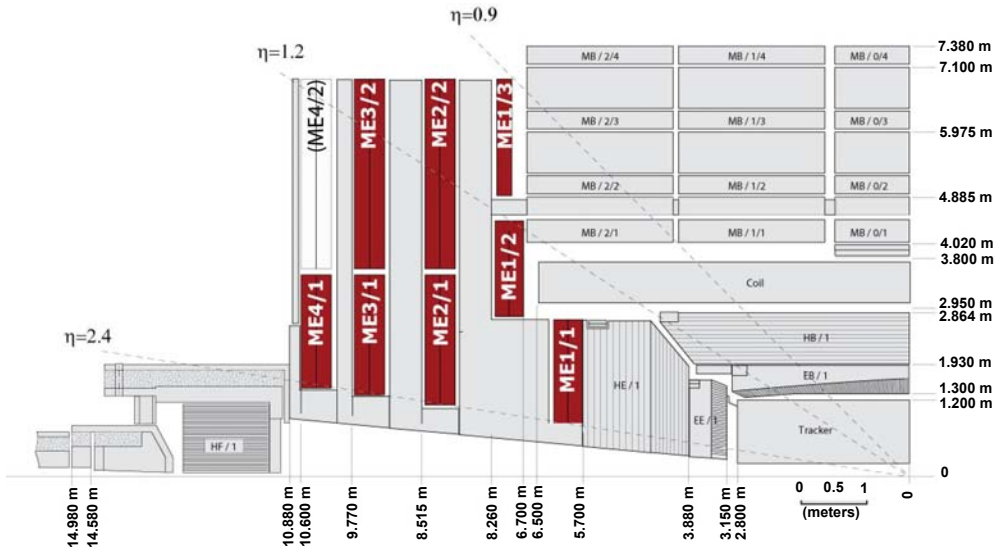 η=0.9
η=1.2
η=2.4
(ME4/2)
ME3/2
ME2/2
ME1/3
ME4/1
ME3/1
ME2/1
ME1/2
ME1/1
MB / 2/4
MB / 1/4
MB / 0/4
MB / 2/3
MB / 1/3
MB / 0/3
MB / 2/2
MB / 1/2
MB / 0/2
MB / 2/1
MB / 1/1
MB / 0/1
Coil
HB / 1
EB / 1
HE / 1
EE / 1
Tracker
HF / 1
7.380 m
7.100 m
5.975 m
4.885 m
4.020 m
3.800 m
2.950 m
2.864 m
1.930 m
1.300 m
1.200 m
0
0 0.5 1
(meters)
14.980 m
14.580 m
10.880 m
10.600 m
9.770 m
8.515 m
8.260 m
6.700 m
6.500 m
5.700 m
3.880 m
3.150 m
2.800 m
0